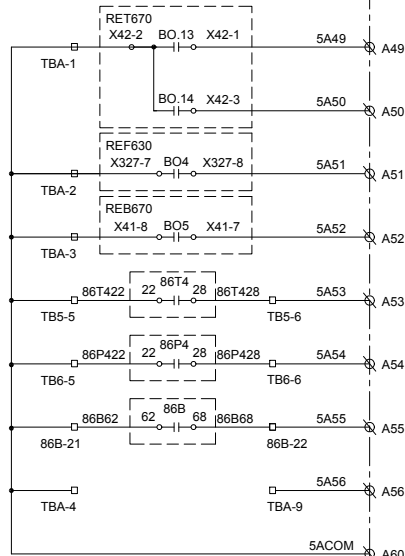 RET670
X42-2 BO.13 X42-1 5A49 A49
TBA-1
BO.14 X42-3 5A50 A50
REF630
X327-7 BO4 X327-8 5A51 A51
TBA-2
REB670
X41-8 BO5 X41-7 5A52 A52
TBA-3
86T4
86T422 22 28 86T428 5A53 A53
TB5-5 TB5-6
86P4
86P422 22 28 86P428 5A54 A54
TB6-5 TB6-6
86B
86B62 62 68 86B68 5A55 A55
86B-21 86B-22
5A56 A56
TBA-4 TBA-9
5ACOM A60